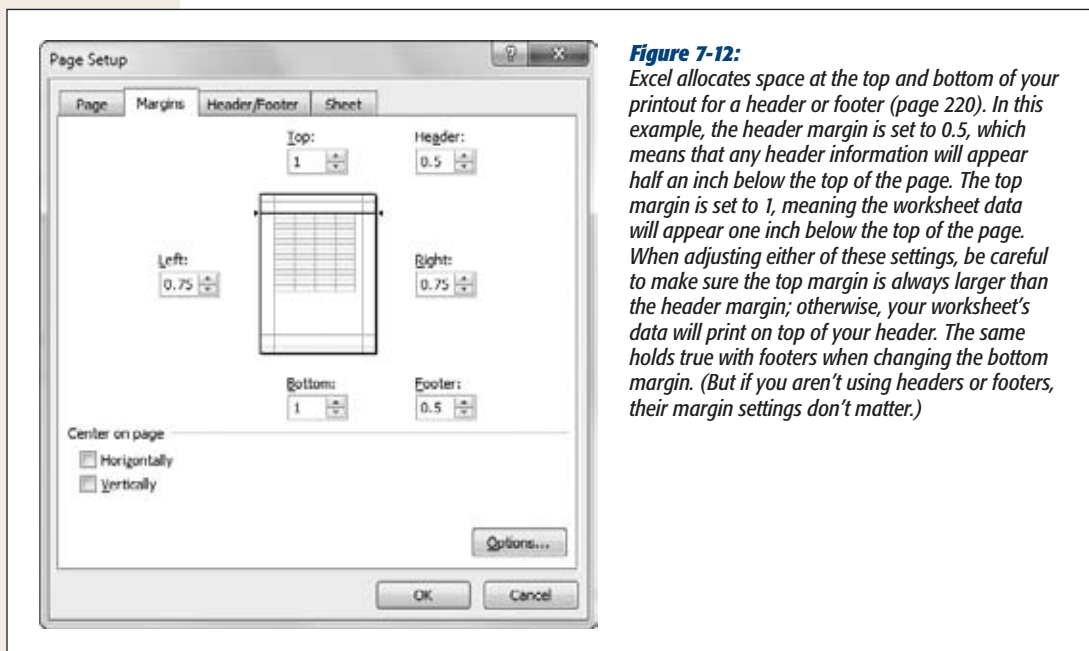 Page Setup
Page Margins Header/Footer Sheet
Top:
1
Header:
0.5
Left:
0.75
Right:
0.75
Bottom:
1
Footer:
0.5
Center on page
Horizontally
Vertically
Options...
OK Cancel
Figure 7-12:
Excel allocates space at the top and bottom of your
printout for a header or footer (page 220). In this
example, the header margin is set to 0.5, which
means that any header information will appear
half an inch below the top of the page. The top
margin is set to 1, meaning the worksheet data
will appear one inch below the top of the page.
When adjusting either of these settings, be careful
to make sure the top margin is always larger than
the header margin; otherwise, your worksheet’s
data will print on top of your header. The same
holds true with footers when changing the bottom
margin. (But if you aren’t using headers or footers,
their margin settings don’t matter.)